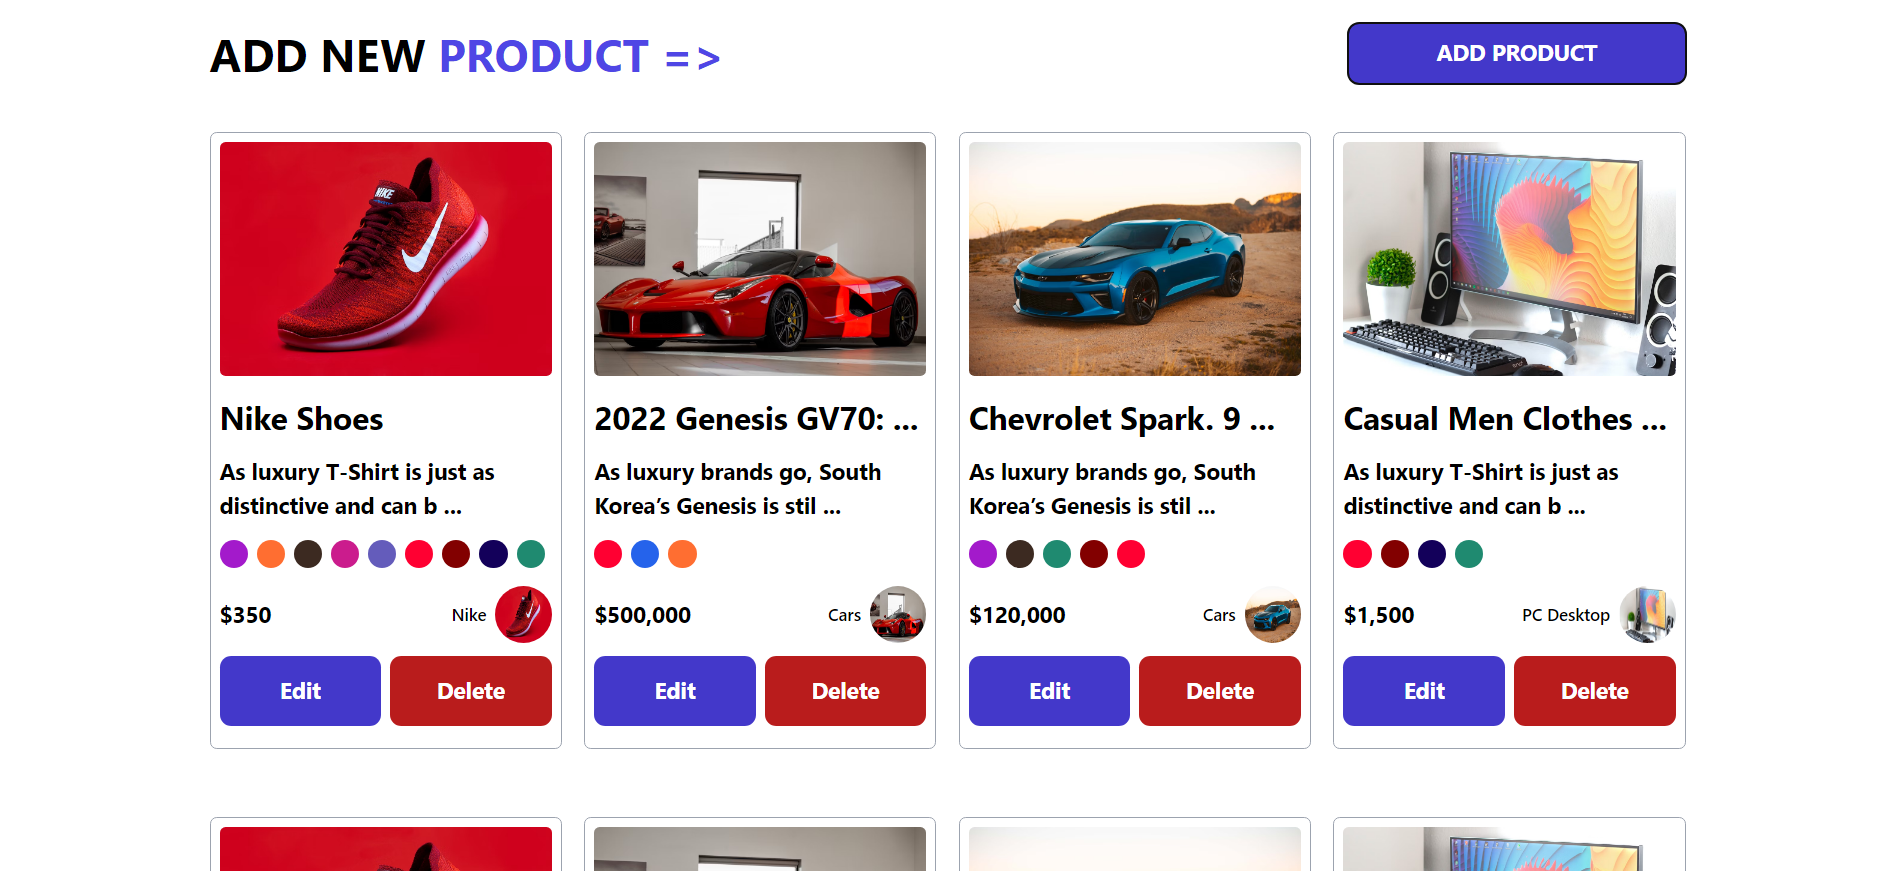 ADD NEW PRODUCT =>
ADD PRODUCT
NIKE
Nike Shoes
As luxury T-Shirt is just as
distinctive and can b ...
$350
Nike
Edit
Delete
2022 Genesis GV70: ...
As luxury brands go, South
Korea’s Genesis is stil ...
$500,000
Cars
Edit
Delete
Chevrolet Spark. 9 ...
As luxury brands go, South
Korea’s Genesis is stil ...
$120,000
Cars
Edit
Delete
Casual Men Clothes ...
As luxury T-Shirt is just as
distinctive and can b ...
$1,500
PC Desktop
Edit
Delete